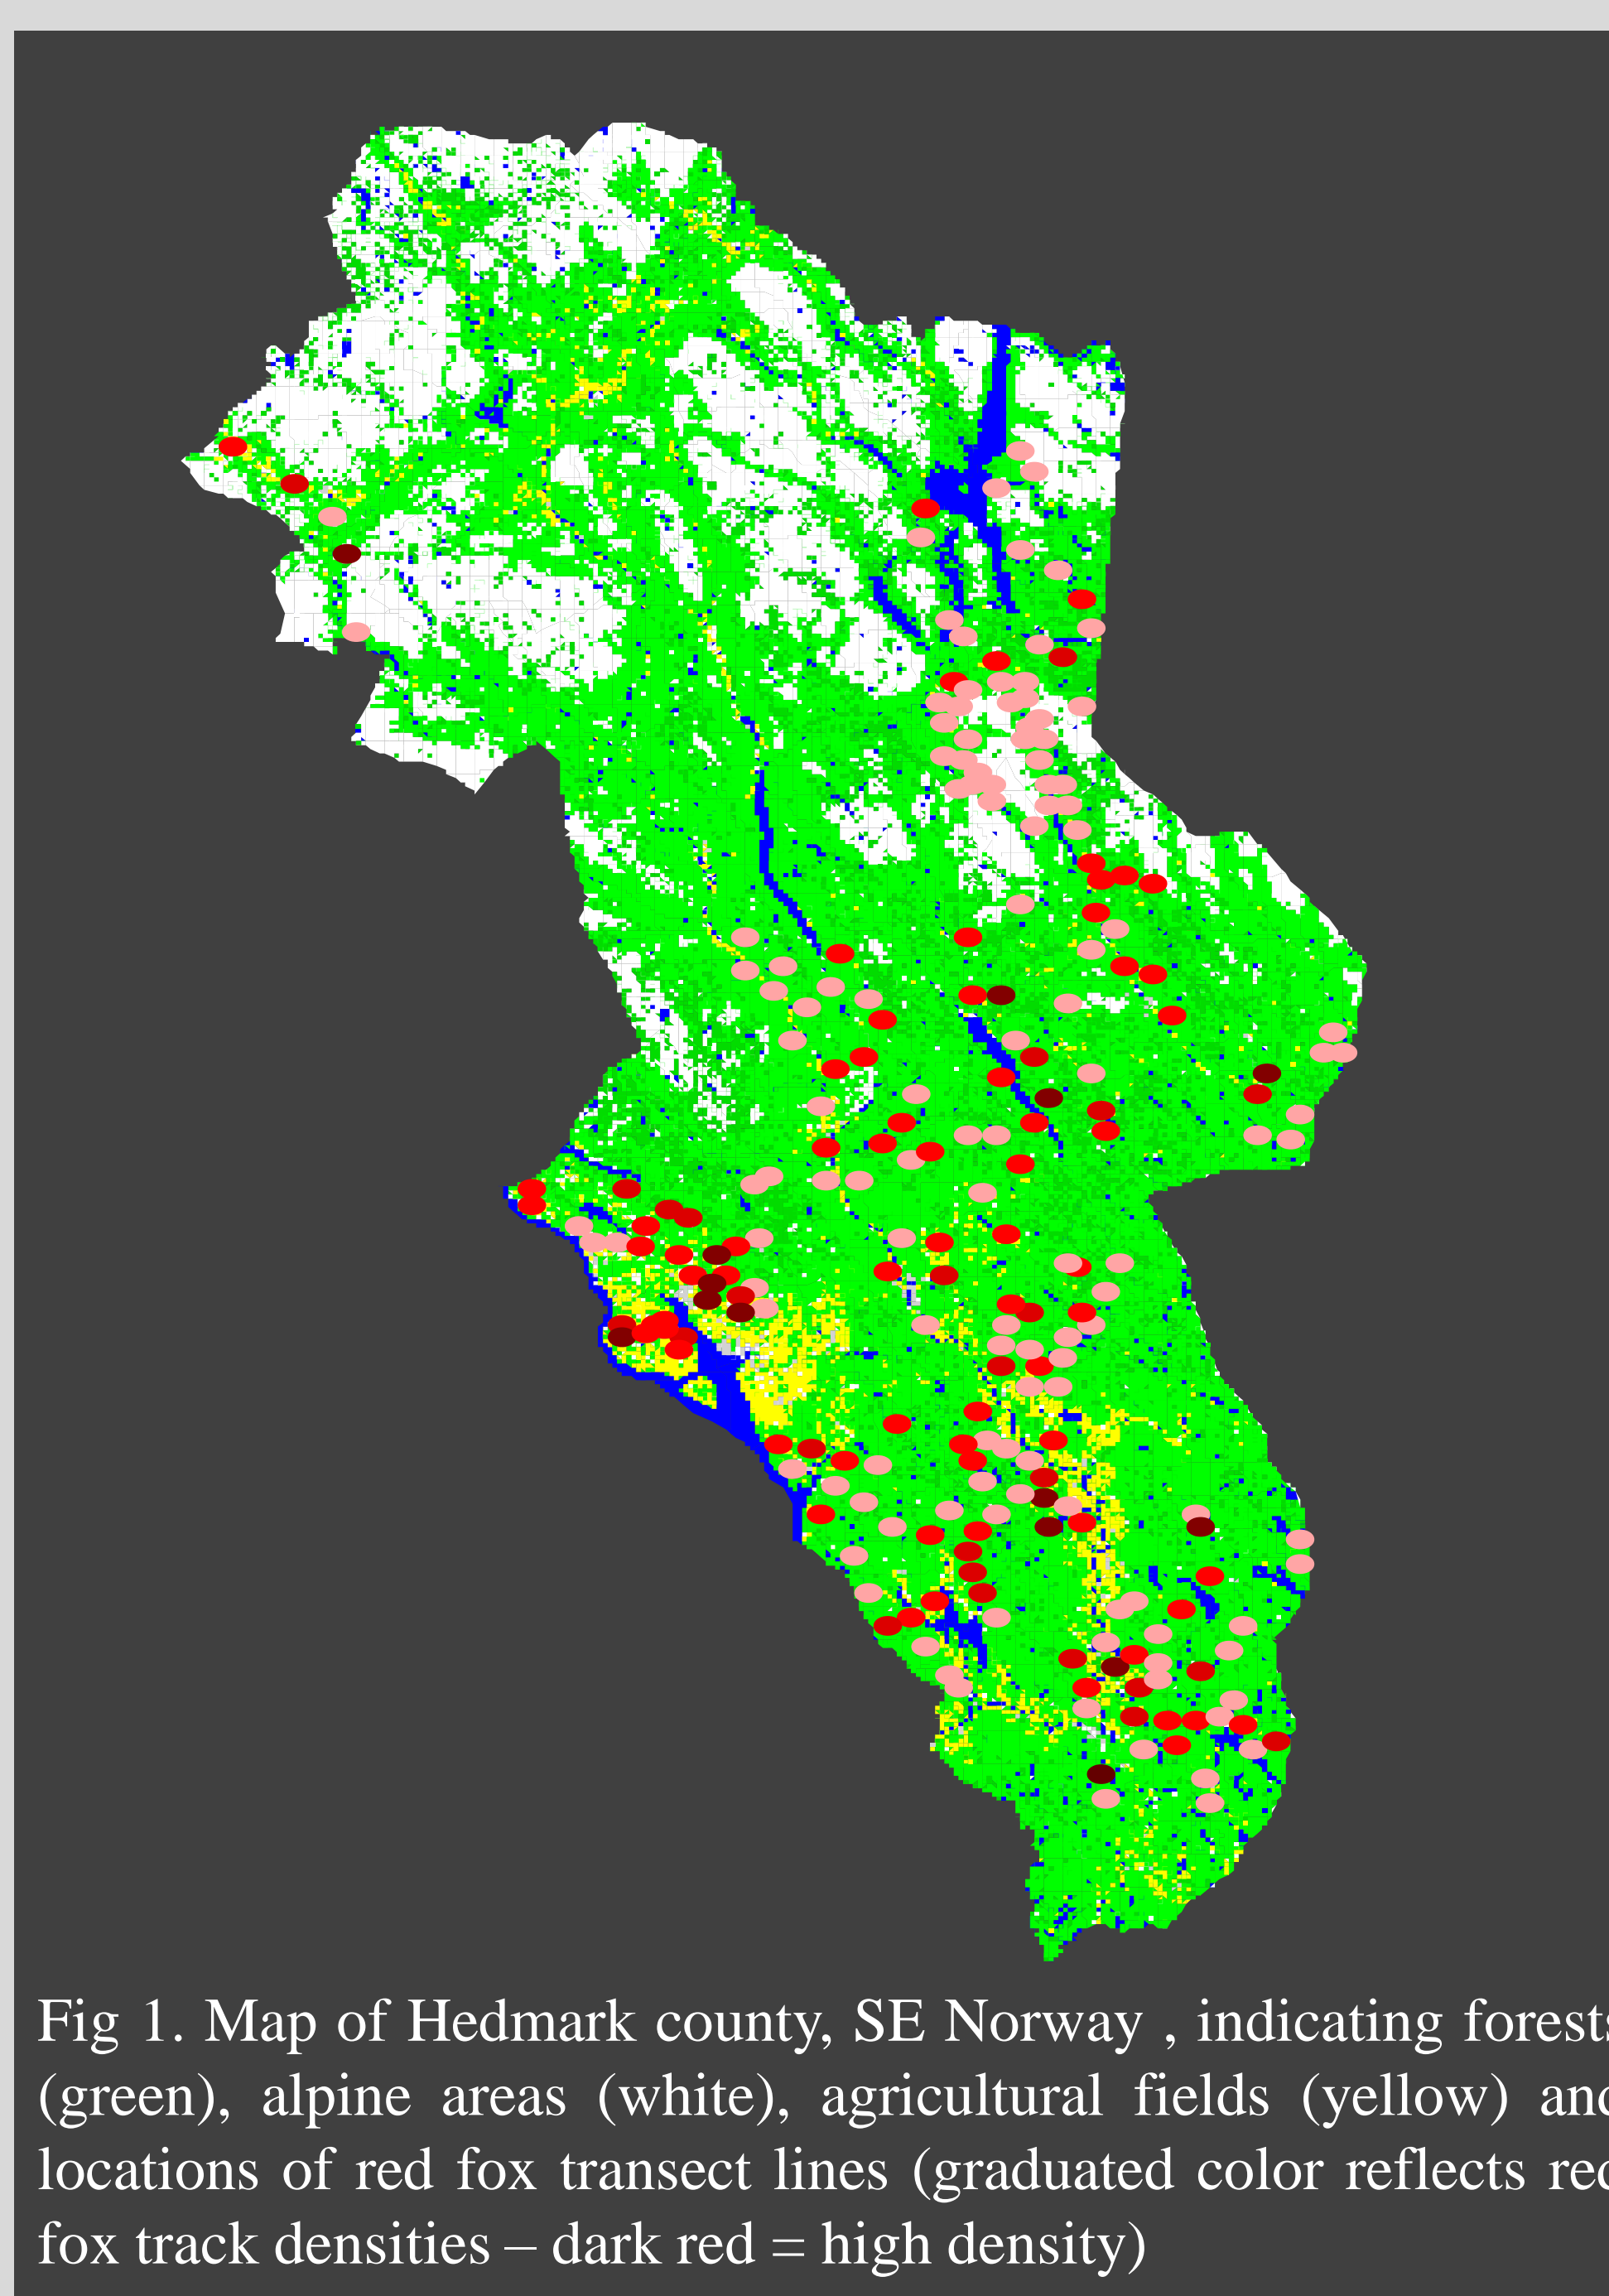 Fig 1. Map of Hedmark county, SE Norway , indicating forests
(green), alpine areas (white), agricultural fields (yellow) and
locations of red fox transect lines (graduated color reflects red
fox track densities – dark red = high density)